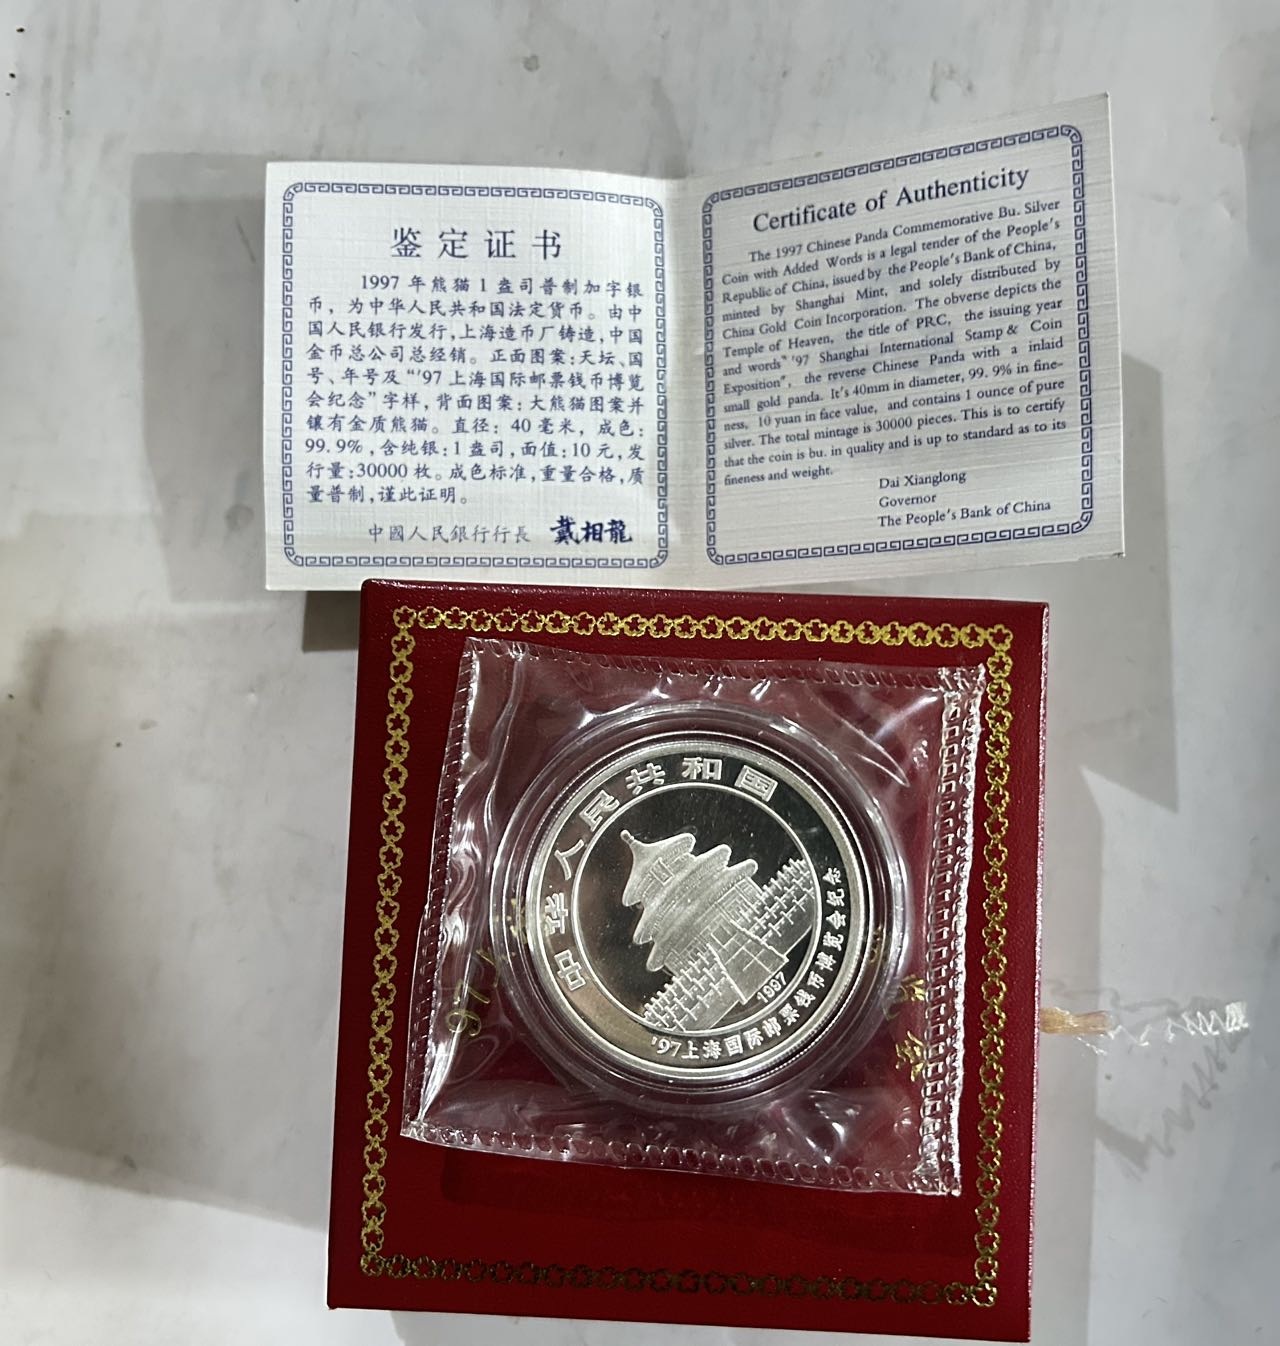 鉴定证书
1997年熊猫1盎司普制加字银
币，为中华人民共和国法定货币。由中
国人民银行发行，上海造币厂铸造，中国
金币总公司总经销。正面图案：天坛、国
号、年号及“'97上海国际邮票钱币博览
会纪念”字样，背面图案：大熊猫图案并
镶有金质熊猫。直径：40毫米，成色：
99.9%，含纯银：1盎司，面值：10元，发
行量：30000枚。成色标准，重量合格，质
量普制，谨此证明。
中國人民銀行行長 戴相龍
Certificate of Authenticity
The 1997 Chinese Panda Commemorative Bu. Silver
Coin with Added Words is a legal tender of the People's
Republic of China, issued by the People's Bank of China,
minted by Shanghai Mint, and solely distributed by
China Gold Coin Incorporation. The obverse depicts the
Temple of Heaven, the title of PRC, the issuing year
and words" '97 Shanghai International Stamp & Coin
Exposition", the reverse Chinese Panda with a inlaid
small gold panda. It's 40mm in diameter, 99. 9% in fine-
ness, 10 yuan in face value, and contains 1 ounce of pure
silver. The total mintage is 30000 pieces. This is to certify
that the coin is bu. in quality and is up to standard as to its
fineness and weight.
Dai Xianglong
Governor
The People's Bank of China
中华人民共和国
1997
'97上海国际邮票钱币博览会纪念